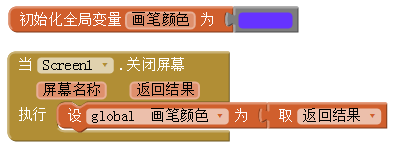 初始化全局变量 画笔颜色 为
当 Screen1 .关闭屏幕
屏幕名称 返回结果
执行 设 global 画笔颜色 为 取 返回结果